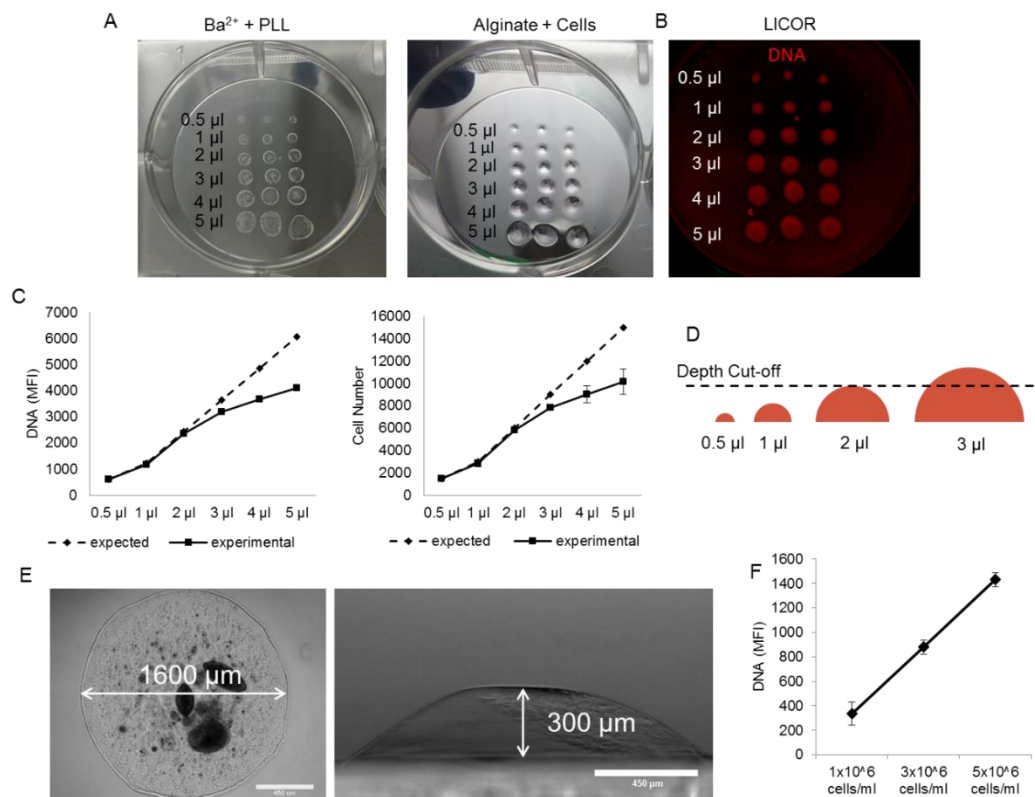 A
Ba²⁺ + PLL
0.5 µl
1 µl
2 µl
3 µl
4 µl
5 µl
Alginate + Cells
0.5 µl
1 µl
2 µl
3 µl
4 µl
5 µl
B
LICOR
DNA
0.5 µl
1 µl
2 µl
3 µl
4 µl
5 µl
C
DNA (MFI)
7000
6000
5000
4000
3000
2000
1000
0
0.5 µl 1 µl 2 µl 3 µl 4 µl 5 µl
expected experimental
Cell Number
16000
14000
12000
10000
8000
6000
4000
2000
0
0.5 µl 1 µl 2 µl 3 µl 4 µl 5 µl
expected experimental
D
Depth Cut-off
0.5 µl 1 µl 2 µl 3 µl
E
1600 µm
450 µm
300 µm
450 µm
F
DNA (MFI)
1600
1400
1200
1000
800
600
400
200
0
1x10^6 3x10^6 5x10^6
cells/ml cells/ml cells/ml